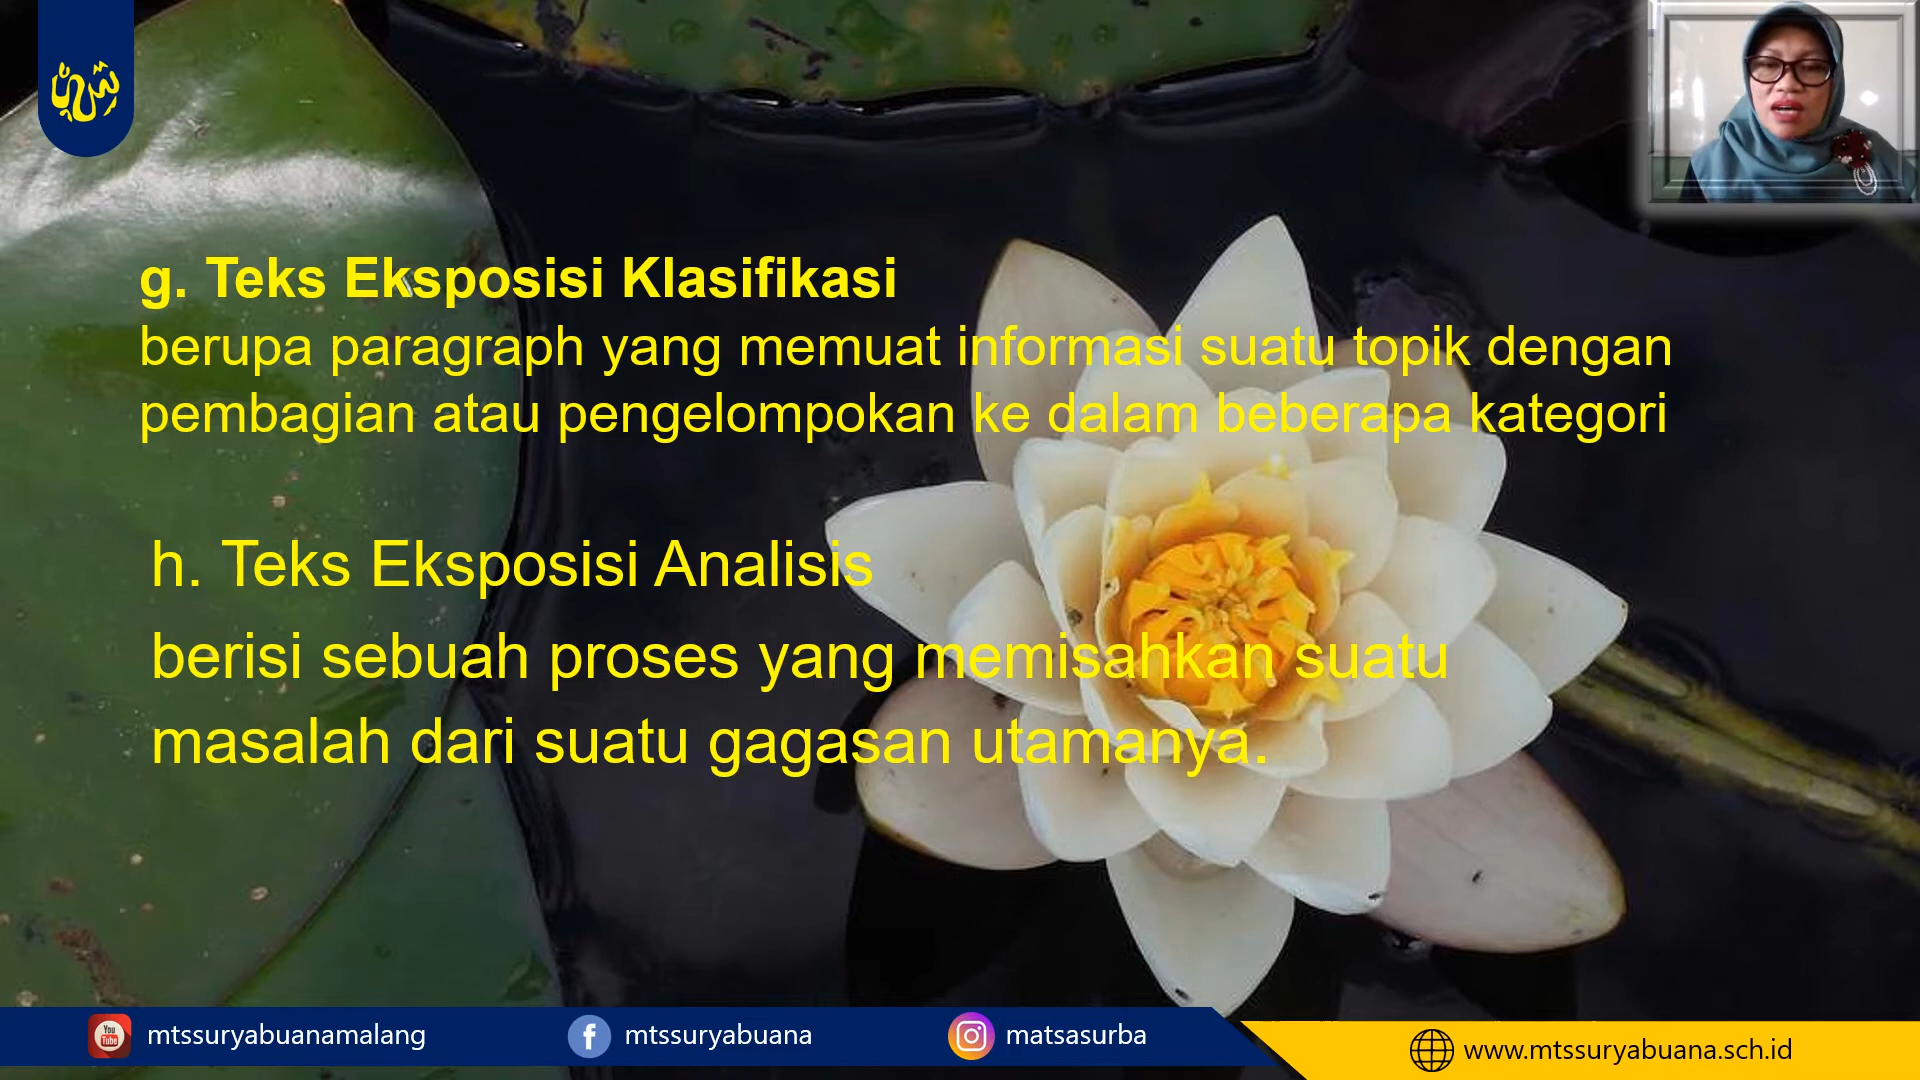 g. Teks Eksposisi Klasifikasi
berupa paragraph yang memuat informasi suatu topik dengan
pembagian atau pengelompokan ke dalam beberapa kategori
h. Teks Eksposisi Analisis
berisi sebuah proses yang memisahkan suatu
masalah dari suatu gagasan utamanya.
You Tube mtssuryabuanamalang
f mtssuryabuana
matsasurba
www.mtssuryabuana.sch.id